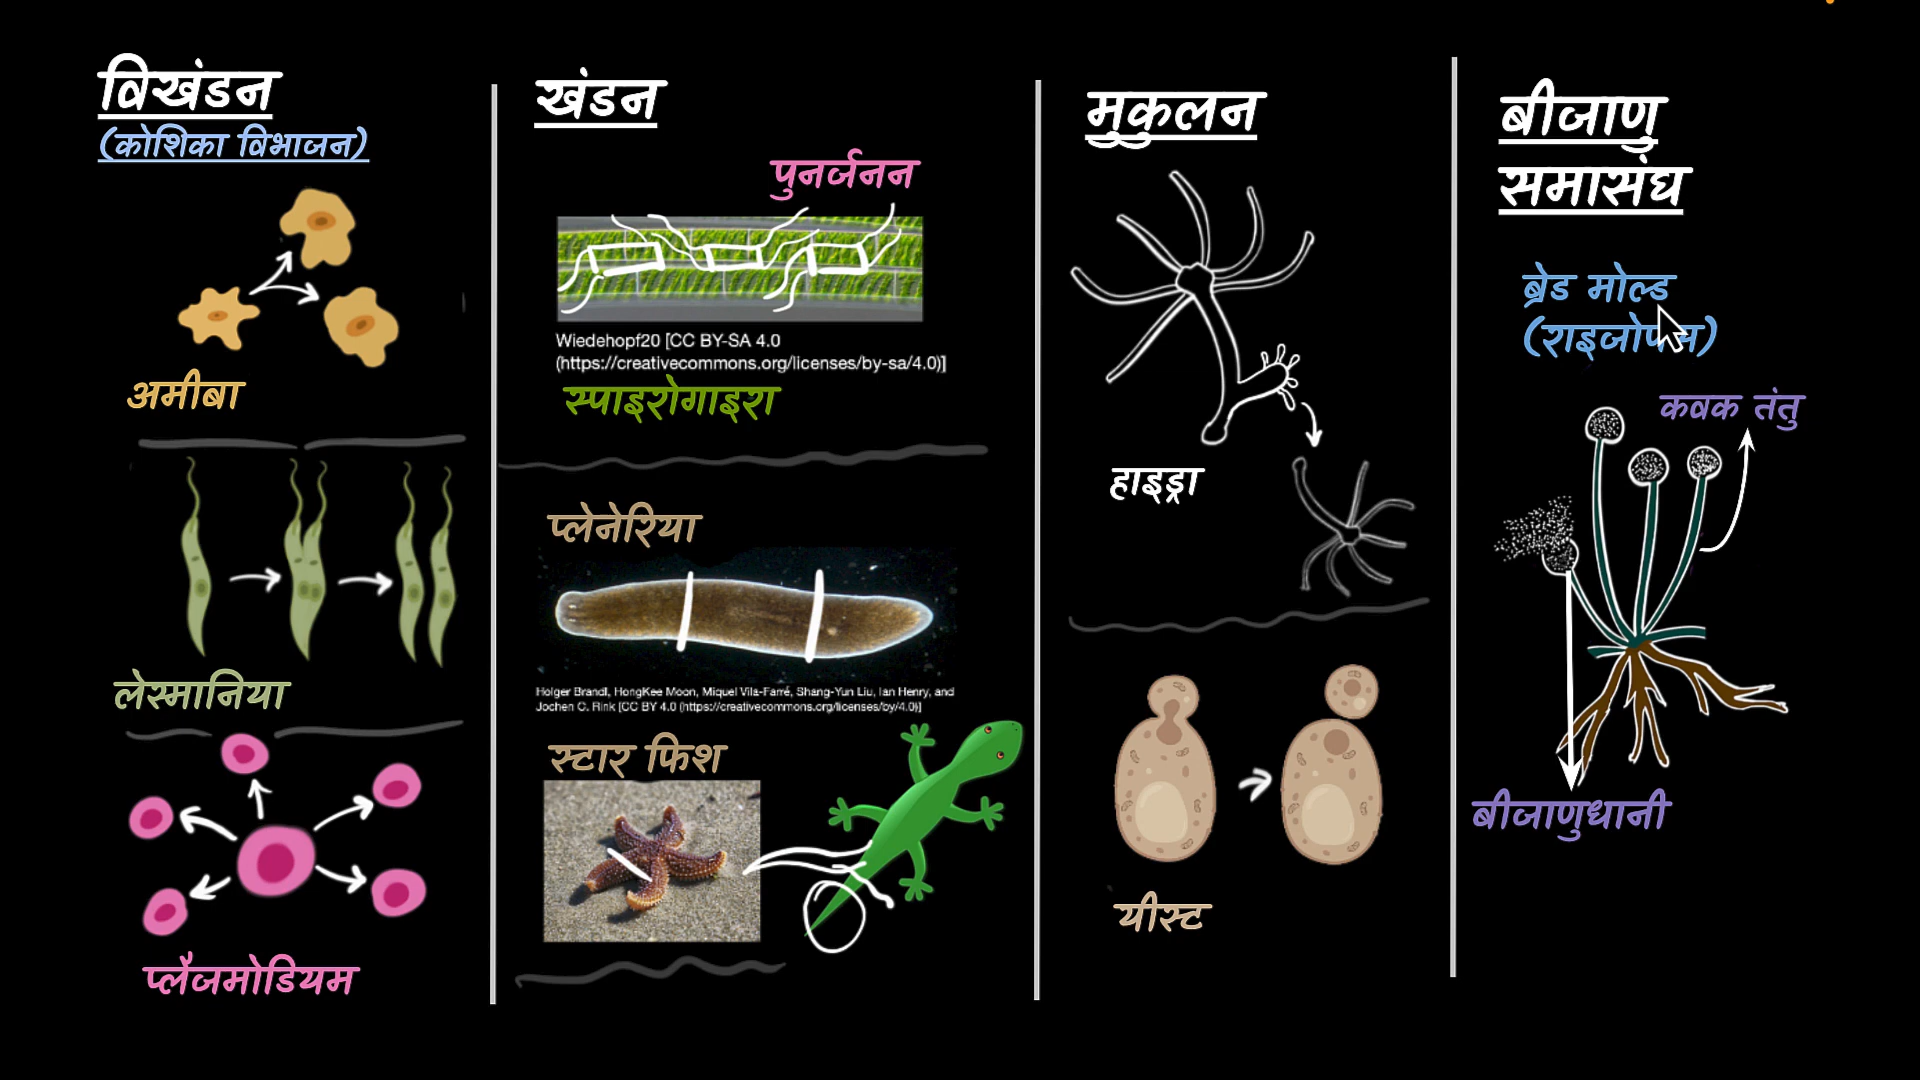 विखंडन
(कोशिका विभाजन)
अमीबा
लेस्मानिया
प्लैजमोडियम
खंडन
पुनर्जनन
Wiedehopf20 [CC BY-SA 4.0
(https://creativecommons.org/licenses/by-sa/4.0)]
स्पाइरोगाइरा
प्लेनेरिया
Holger Brandl, HongKee Moon, Miquel Vila-Farré, Shang-Yun Liu, Ian Henry, and
Jochen C. Rink [CC BY 4.0 (https://creativecommons.org/licenses/by/4.0)]
स्टार फिश
मुकुलन
हाइड्रा
यीस्ट
बीजाणु
समासंघ
ब्रेड मोल्ड
कवक तंतु
बीजाणुधानी